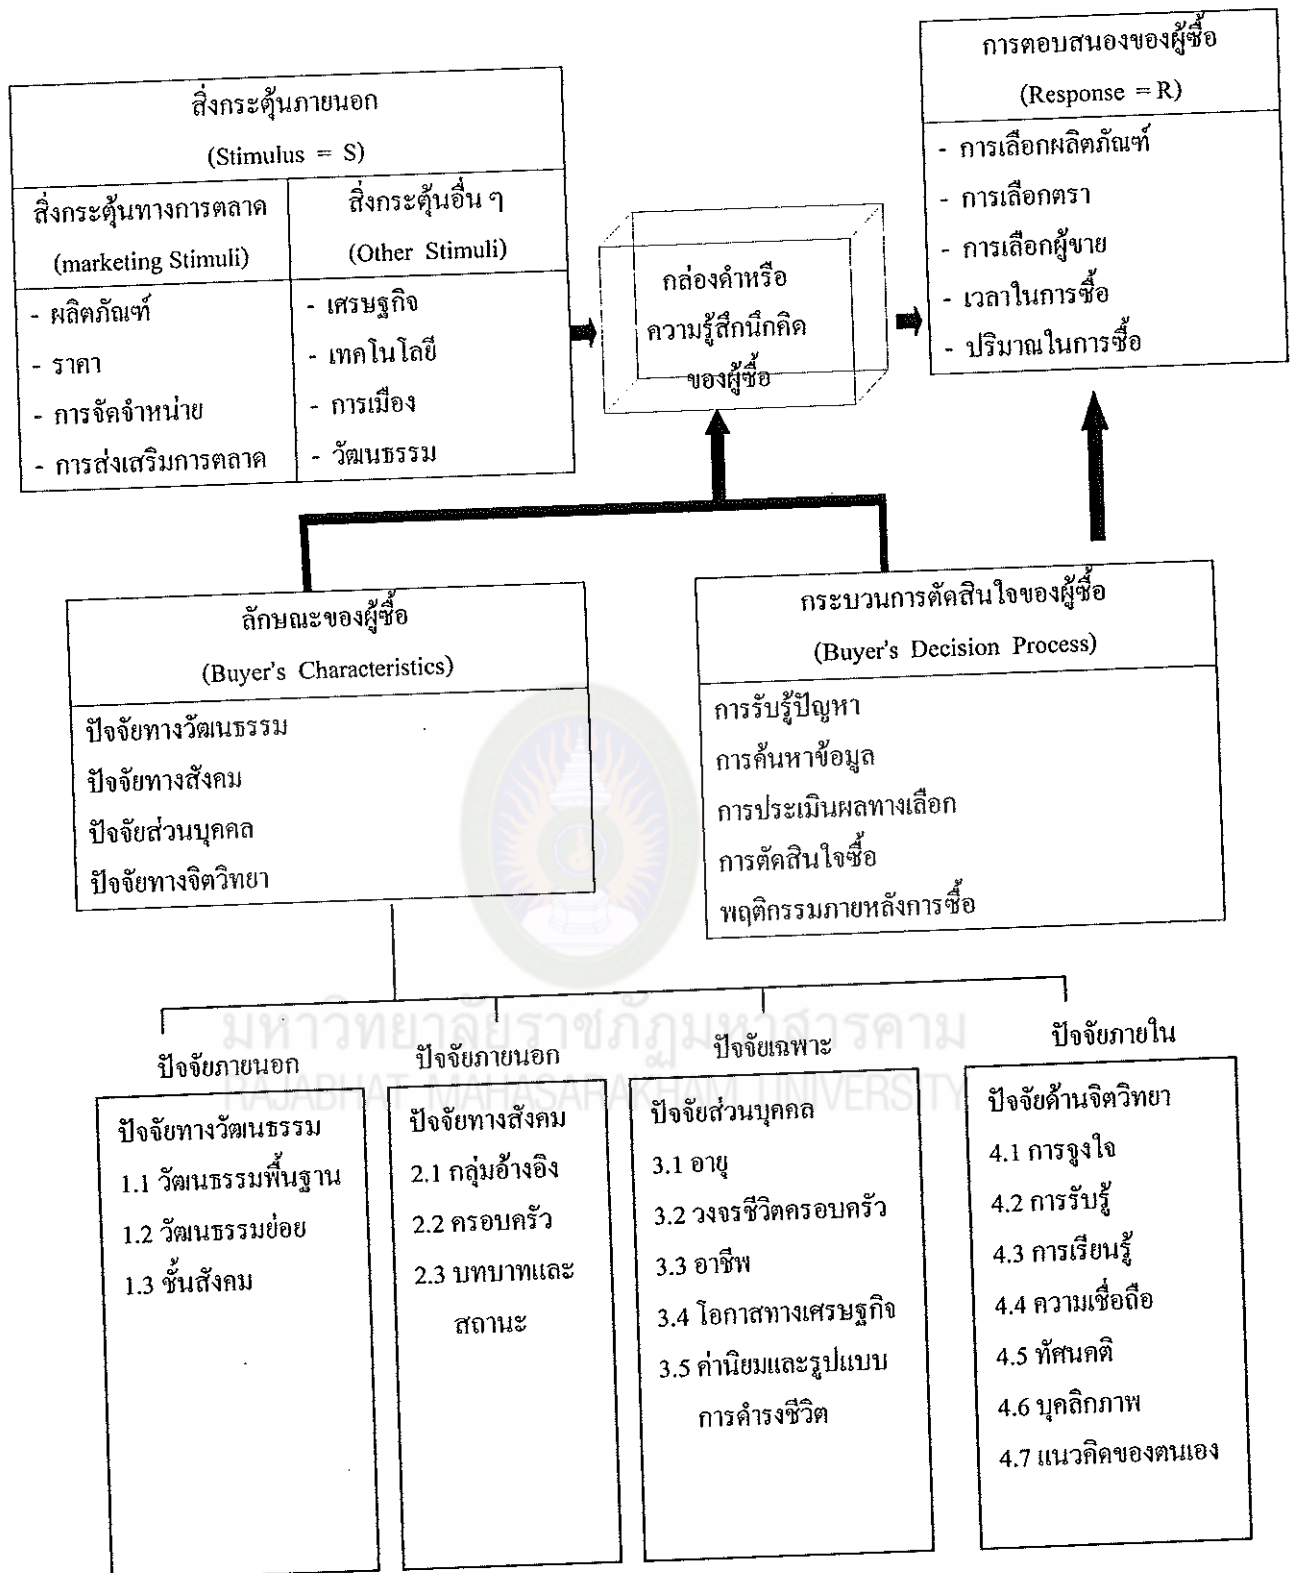 สิ่งกระตุ้นภายนอก
(Stimulus = S)
สิ่งกระตุ้นทางการตลาด
(marketing Stimuli)
- ผลิตภัณฑ์
- ราคา
- การจัดจำหน่าย
- การส่งเสริมการตลาด
สิ่งกระตุ้นอื่น ๆ
(Other Stimuli)
- เศรษฐกิจ
- เทคโนโลยี
- การเมือง
- วัฒนธรรม
กล่องดำหรือ
ความรู้สึกนึกคิด
ของผู้ซื้อ
การตอบสนองของผู้ซื้อ
(Response = R)
- การเลือกผลิตภัณฑ์
- การเลือกตรา
- การเลือกผู้ขาย
- เวลาในการซื้อ
- ปริมาณในการซื้อ
ลักษณะของผู้ซื้อ
(Buyer's Characteristics)
ปัจจัยทางวัฒนธรรม
ปัจจัยทางสังคม
ปัจจัยส่วนบุคคล
ปัจจัยทางจิตวิทยา
กระบวนการตัดสินใจของผู้ซื้อ
(Buyer's Decision Process)
การรับรู้ปัญหา
การค้นหาข้อมูล
การประเมินผลทางเลือก
การตัดสินใจซื้อ
พฤติกรรมภายหลังการซื้อ
มหาวิทยาลัยราชภัฏมหาสารคาม
RAJABHAT MAHASARAKHAM UNIVERSITY
ปัจจัยภายนอก
ปัจจัยทางวัฒนธรรม
1.1 วัฒนธรรมพื้นฐาน
1.2 วัฒนธรรมย่อย
1.3 ชั้นสังคม
ปัจจัยภายนอก
ปัจจัยทางสังคม
2.1 กลุ่มอ้างอิง
2.2 ครอบครัว
2.3 บทบาทและ
สถานะ
ปัจจัยเฉพาะ
ปัจจัยส่วนบุคคล
3.1 อายุ
3.2 วงจรชีวิตครอบครัว
3.3 อาชีพ
3.4 โอกาสทางเศรษฐกิจ
3.5 ค่านิยมและรูปแบบ
การดำรงชีวิต
ปัจจัยภายใน
ปัจจัยด้านจิตวิทยา
4.1 การจูงใจ
4.2 การรับรู้
4.3 การเรียนรู้
4.4 ความเชื่อถือ
4.5 ทัศนคติ
4.6 บุคลิกภาพ
4.7 แนวคิดของตนเอง